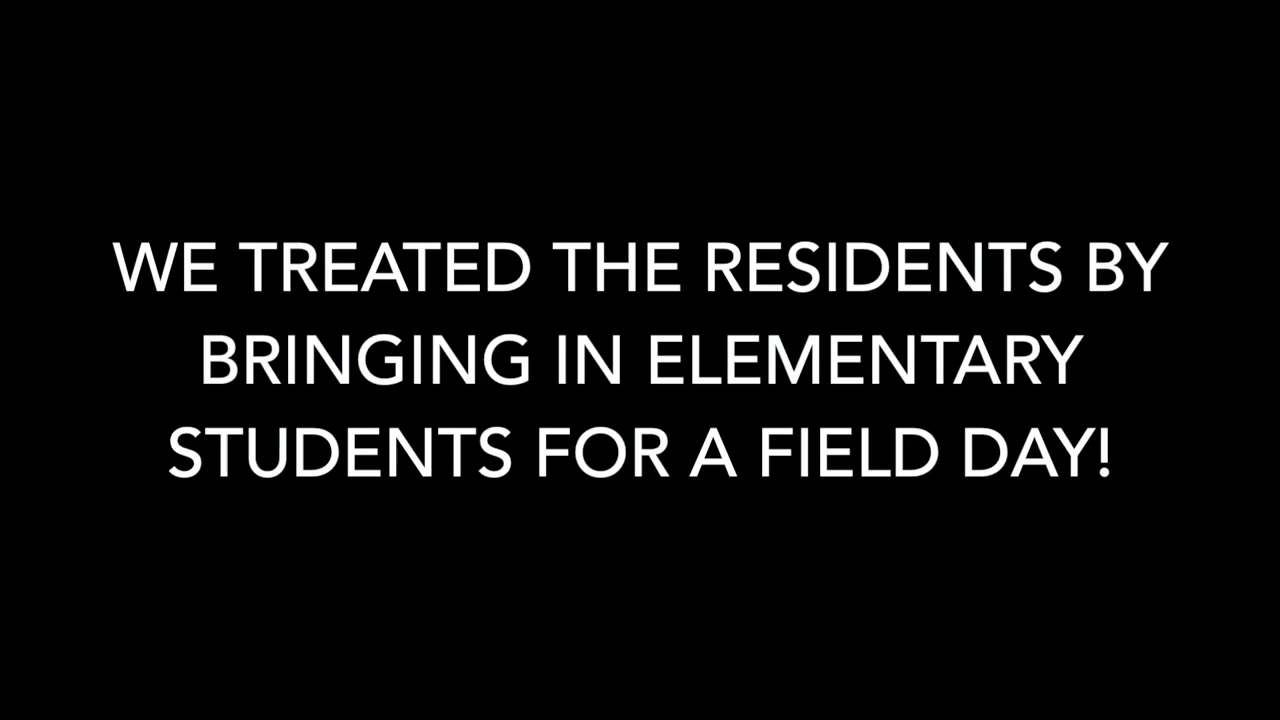 WE TREATED THE RESIDENTS BY
BRINGING IN ELEMENTARY
STUDENTS FOR A FIELD DAY!